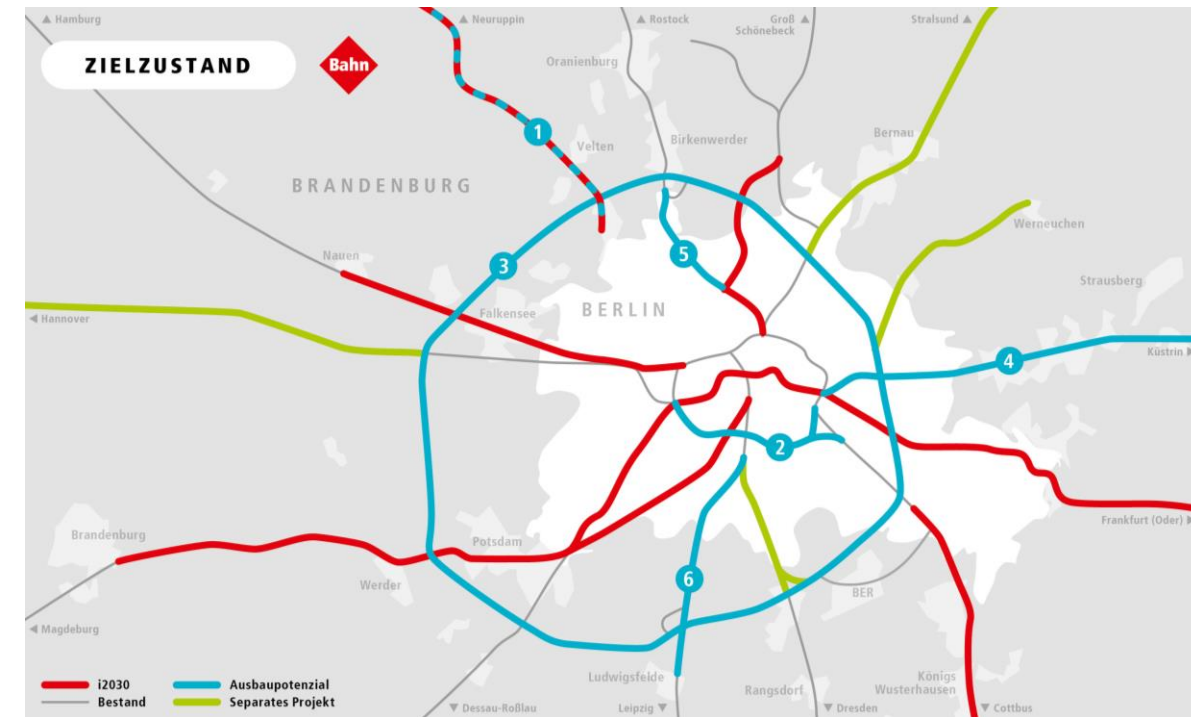 ◀ Hamburg
▲ Neuruppin
▲ Rostock
Groß ▲
Schönebeck
Stralsund ▲
ZIELZUSTAND
Bahn
Oranienburg
1
Velten
Birkenwerder
Bernau
BRANDENBURG
Werneuchen
Nauen
3
5
Strausberg
◀ Hannover
Falkensee
BERLIN
4
Küstrin ▶
2
Brandenburg
Potsdam
Frankfurt (Oder) ▶
Werder
6
BER
◀ Magdeburg
Ludwigsfelde
Rangsdorf
Königs
Wusterhausen
i2030
Ausbaupotenzial
Bestand
Separates Projekt
▼ Dessau-Roßlau
Leipzig ▼
▼ Dresden
▼ Cottbus